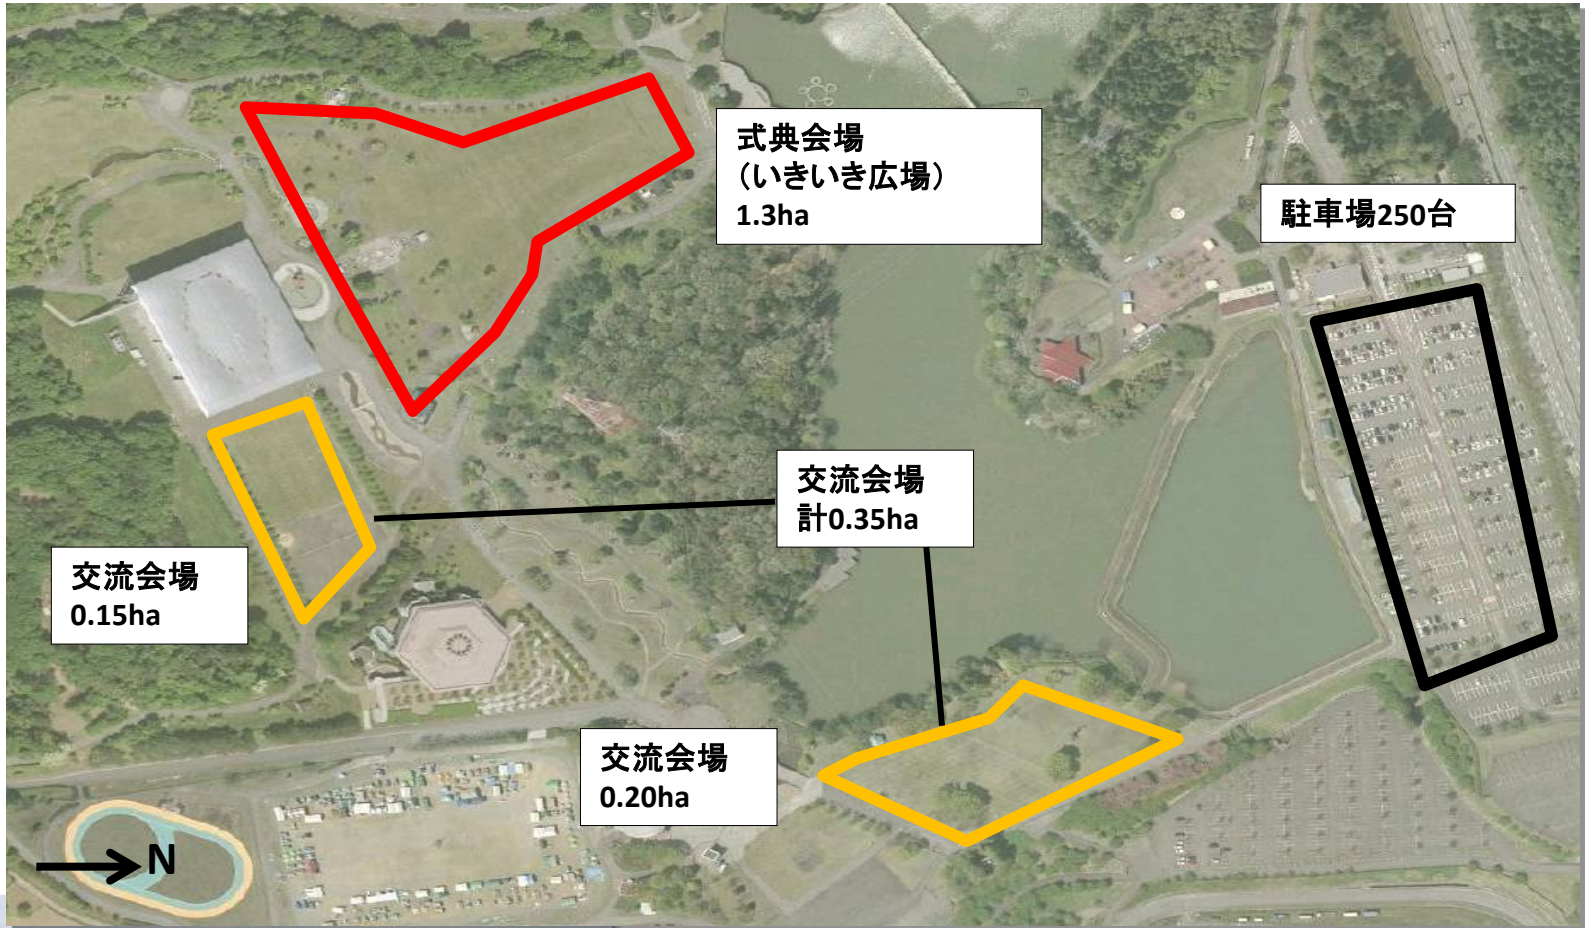 式典会場
（いきいき広場）
1.3ha
駐車場250台
交流会場
計0.35ha
交流会場
0.15ha
交流会場
0.20ha
N